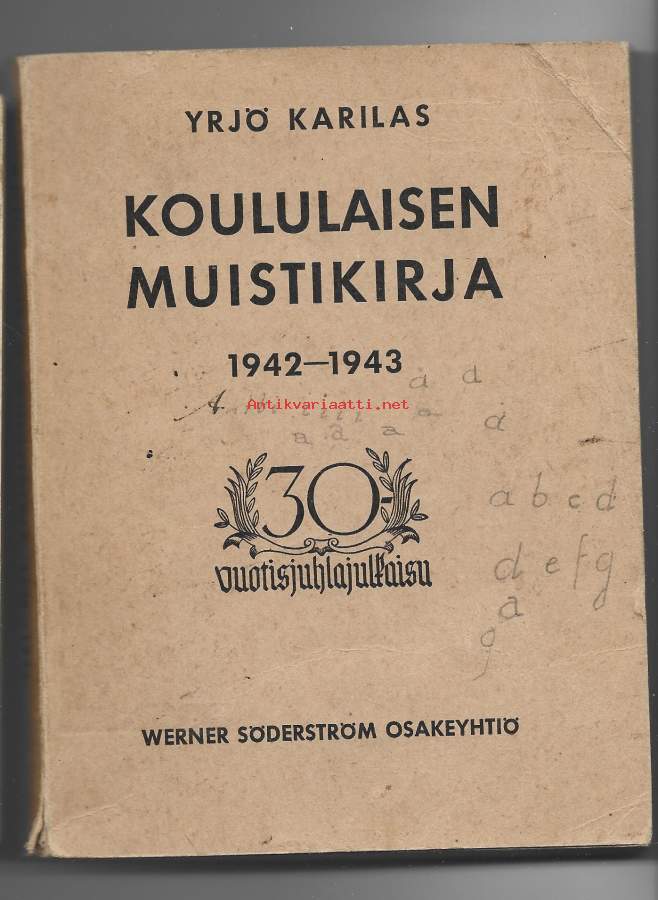 YRJÖ KARILAS
KOULULAISEN
MUISTIKIRJA
1942—1943
a d
Antikvariaatti.net
a a a a
30-
vuotisjuhlajulkaisu
a b c d
d e f g
a
g
WERNER SÖDERSTRÖM OSAKEYHTIÖ